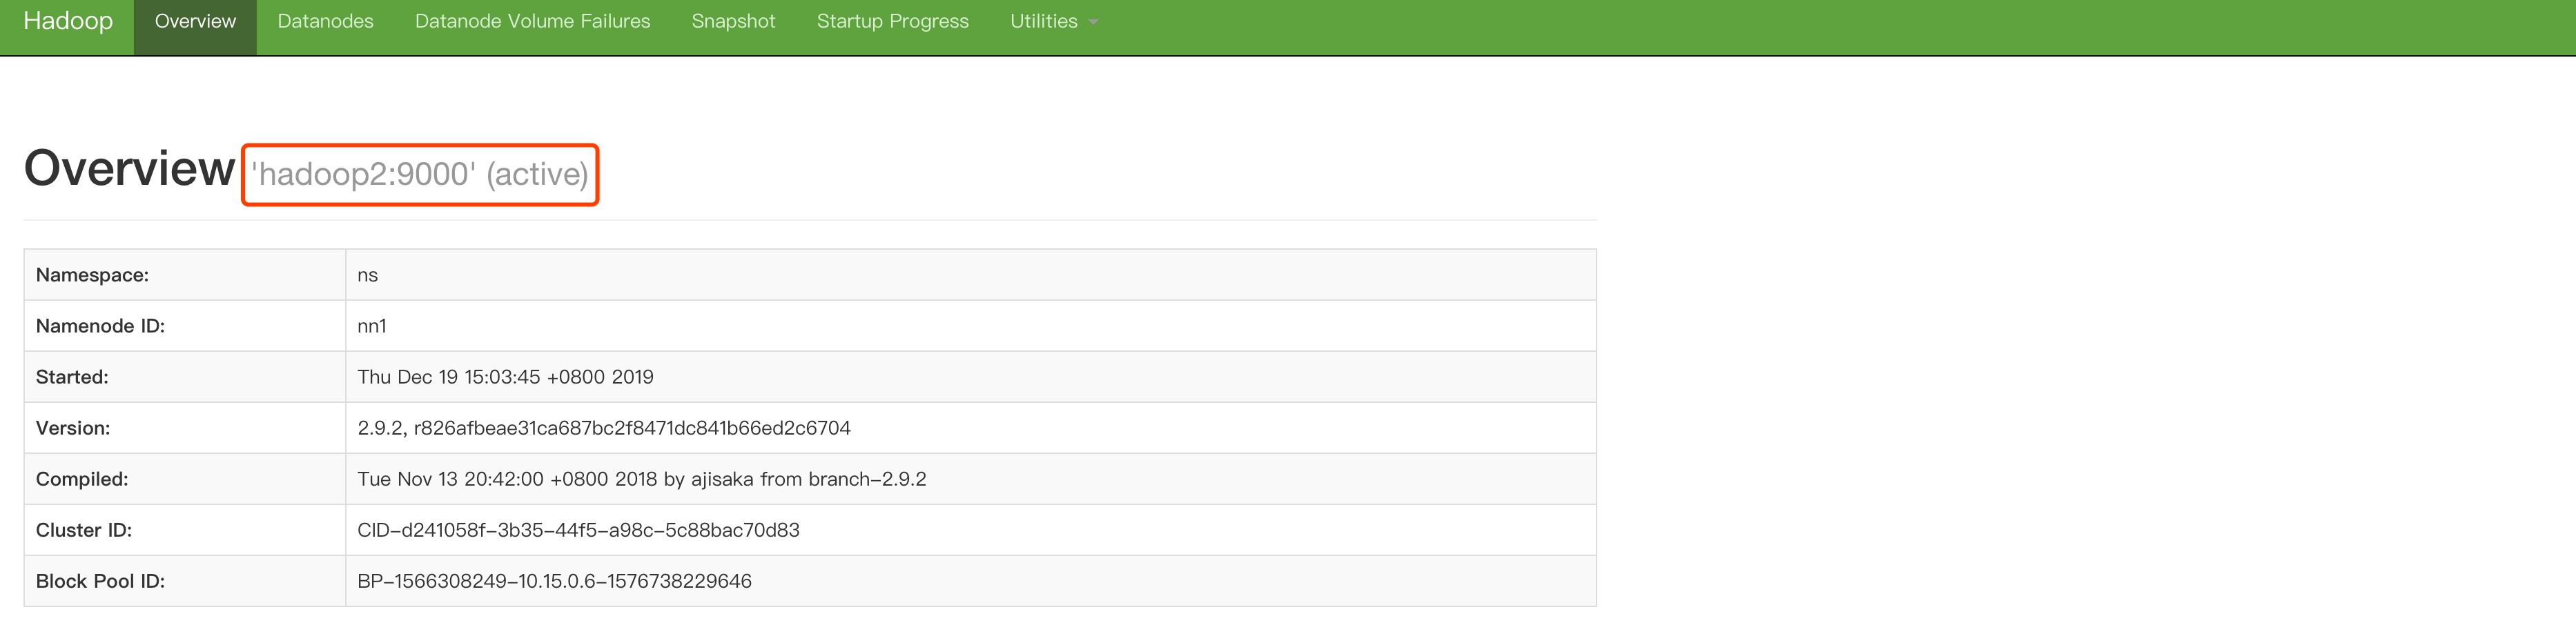 Hadoop Overview Datanodes Datanode Volume Failures Snapshot Startup Progress Utilities
Overview 'hadoop2:9000' (active)
Namespace: ns
Namenode ID: nn1
Started: Thu Dec 19 15:03:45 +0800 2019
Version: 2.9.2, r826afbeae31ca687bc2f8471dc841b66ed2c6704
Compiled: Tue Nov 13 20:42:00 +0800 2018 by ajisaka from branch-2.9.2
Cluster ID: CID-d241058f-3b35-44f5-a98c-5c88bac70d83
Block Pool ID: BP-1566308249-10.15.0.6-1576738229646